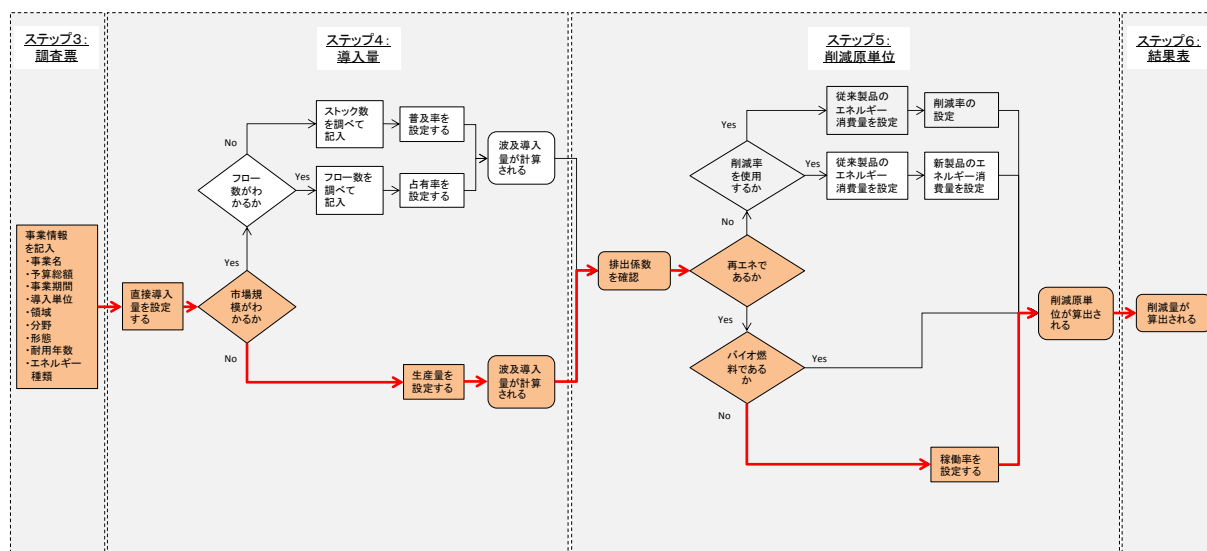 ステップ3:
調査票
事業情報
を記入
・事業名
・予算総額
・事業期間
・導入単位
・領域
・分野
・形態
・耐用年数
・エネルギー
種類
ステップ4:
導入量
直接導入
量を設定
する
市場規
模がわ
かるか
Yes
No
フロー
数がわ
かるか
No
Yes
ストック数
を調べて
記入
普及率を
設定する
フロー数を
調べて
記入
占有率を
設定する
波及導入
量が計算
される
生産量を
設定する
波及導入
量が計算
される
ステップ5:
削減原単位
排出係数
を確認
再エネで
あるか
No
Yes
削減率
を使用
するか
Yes
Yes
従来製品の
エネルギー
消費量を設定
削減率の
設定
従来製品の
エネルギー
消費量を設定
新製品のエ
ネルギー消
費量を設定
バイオ燃
料である
か
Yes
No
稼働率を
設定する
削減原単
位が算出さ
れる
ステップ6:
結果表
削減量が
算出される